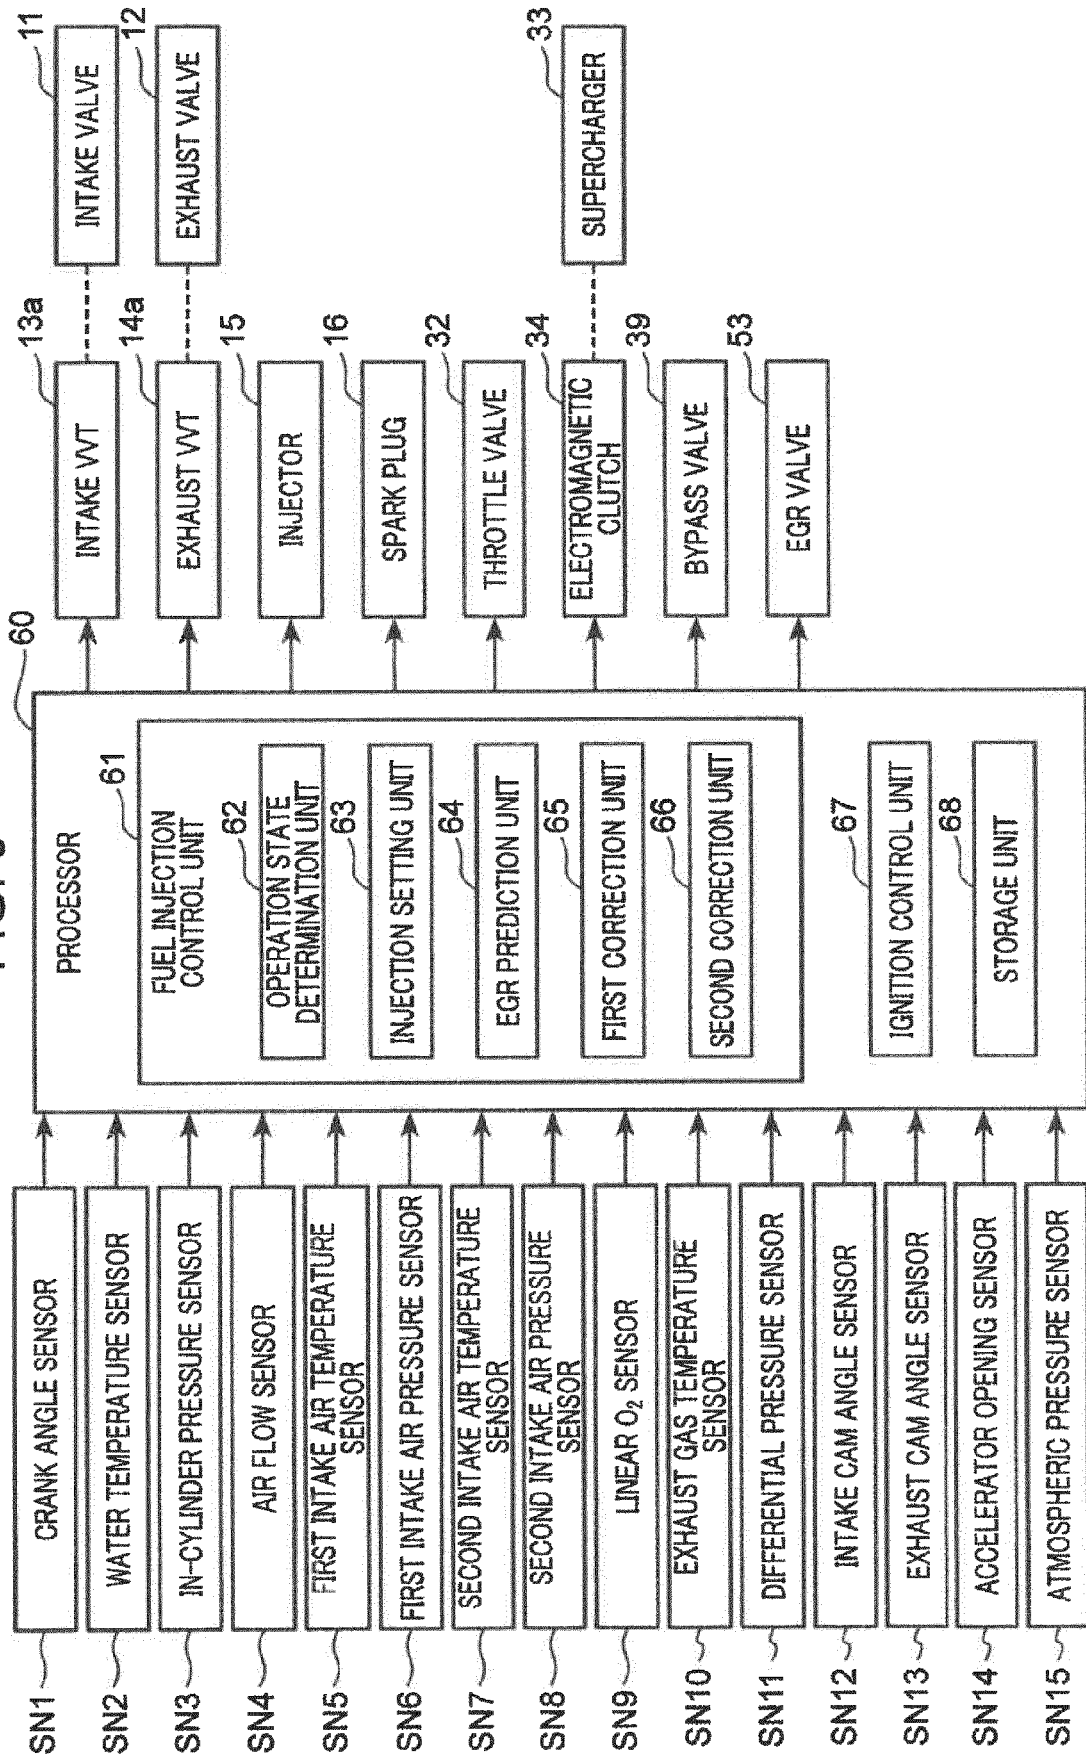 SN1
CRANK ANGLE SENSOR
SN2
WATER TEMPERATURE SENSOR
SN3
IN-CYLINDER PRESSURE SENSOR
SN4
AIR FLOW SENSOR
SN5
FIRST INTAKE AIR TEMPERATURE
SENSOR
SN6
FIRST INTAKE AIR PRESSURE SENSOR
SN7
SECOND INTAKE AIR TEMPERATURE
SENSOR
SN8
SECOND INTAKE AIR PRESSURE
SENSOR
SN9
LINEAR O₂ SENSOR
SN10
EXHAUST GAS TEMPERATURE
SENSOR
SN11
DIFFERENTIAL PRESSURE SENSOR
SN12
INTAKE CAM ANGLE SENSOR
SN13
EXHAUST CAM ANGLE SENSOR
SN14
ACCELERATOR OPENING SENSOR
SN15
ATMOSPHERIC PRESSURE SENSOR
60
PROCESSOR
61
FUEL INJECTION
CONTROL UNIT
62
OPERATION STATE
DETERMINATION UNIT
63
INJECTION SETTING UNIT
64
EGR PREDICTION UNIT
65
FIRST CORRECTION UNIT
66
SECOND CORRECTION UNIT
67
IGNITION CONTROL UNIT
68
STORAGE UNIT
13a
INTAKE VVT
11
INTAKE VALVE
14a
EXHAUST VVT
12
EXHAUST VALVE
15
INJECTOR
16
SPARK PLUG
32
THROTTLE VALVE
34
ELECTROMAGNETIC
CLUTCH
33
SUPERCHARGER
39
BYPASS VALVE
53
EGR VALVE